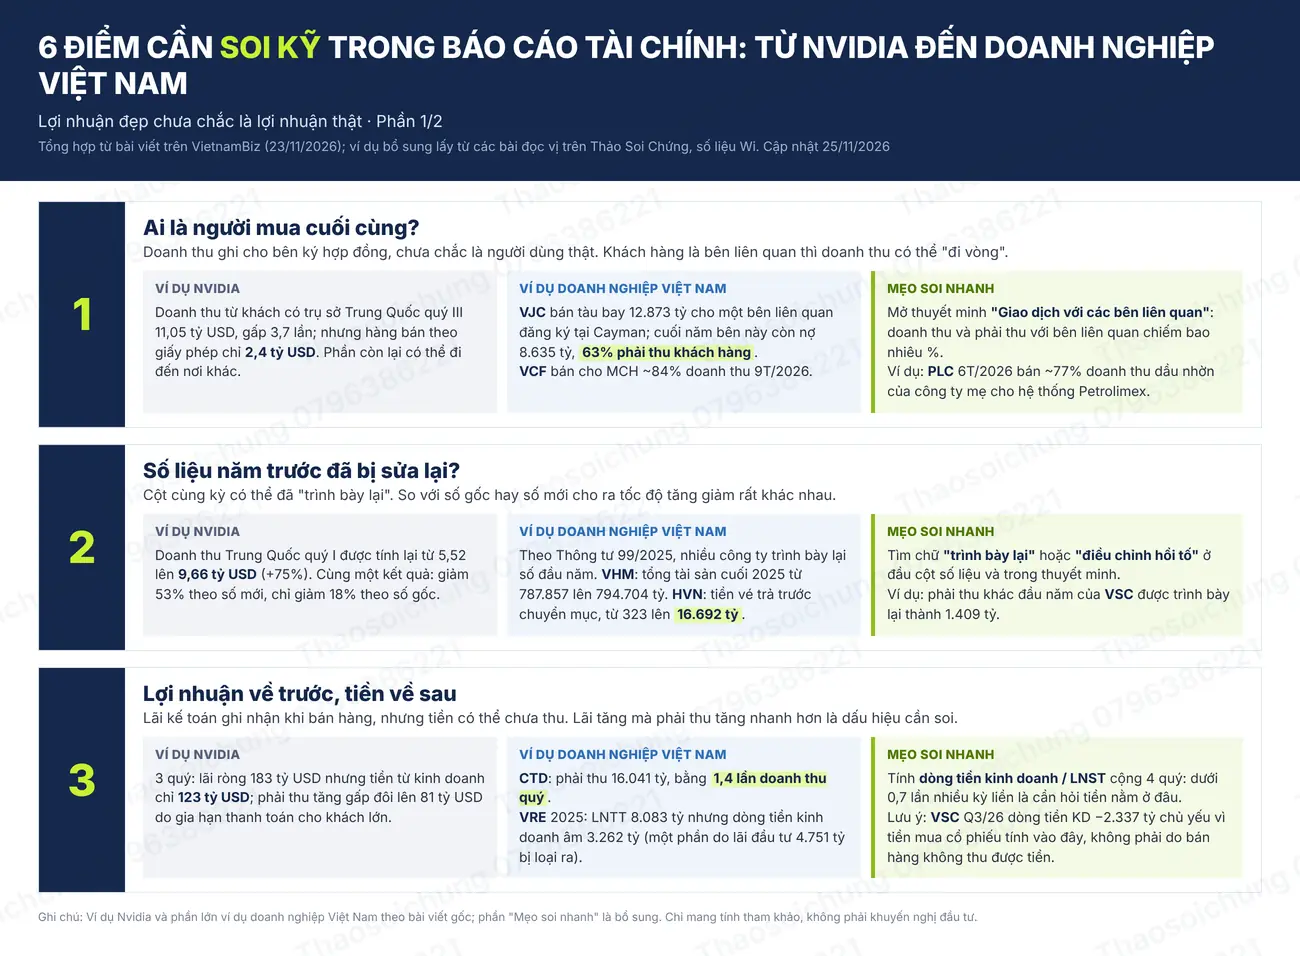 6 ĐIỂM CẦN SOI KỸ TRONG BÁO CÁO TÀI CHÍNH: TỪ NVIDIA ĐẾN DOANH NGHIỆP
VIỆT NAM
Lợi nhuận đẹp chưa chắc là lợi nhuận thật · Phần 1/2
Tổng hợp từ bài viết trên VietnamBiz (23/11/2026); ví dụ bổ sung lấy từ các bài đọc vị trên Thảo Soi Chứng, số liệu Wi. Cập nhật 25/11/2026
1
Ai là người mua cuối cùng?
Doanh thu ghi cho bên ký hợp đồng, chưa chắc là người dùng thật. Khách hàng là bên liên quan thì doanh thu có thể "đi vòng".
VÍ DỤ NVIDIA
Doanh thu từ khách có trụ sở Trung Quốc quý III
11,05 tỷ USD, gấp 3,7 lần; nhưng hàng bán theo
giấy phép chỉ 2,4 tỷ USD. Phần còn lại có thể đi
đến nơi khác.
VÍ DỤ DOANH NGHIỆP VIỆT NAM
VJC bán tàu bay 12.873 tỷ cho một bên liên quan
đăng ký tại Cayman; cuối năm bên này còn nợ
8.635 tỷ, 63% phải thu khách hàng.
VCF bán cho MCH ~84% doanh thu 9T/2026.
MẸO SOI NHANH
Mở thuyết minh "Giao dịch với các bên liên quan":
doanh thu và phải thu với bên liên quan chiếm bao
nhiêu %.
Ví dụ: PLC 6T/2026 bán ~77% doanh thu dầu nhờn
của công ty mẹ cho hệ thống Petrolimex.
2
Số liệu năm trước đã bị sửa lại?
Cột cùng kỳ có thể đã "trình bày lại". So với số gốc hay số mới cho ra tốc độ tăng giảm rất khác nhau.
VÍ DỤ NVIDIA
Doanh thu Trung Quốc quý I được tính lại từ 5,52
lên 9,66 tỷ USD (+75%). Cùng một kết quả: giảm
53% theo số mới, chỉ giảm 18% theo số gốc.
VÍ DỤ DOANH NGHIỆP VIỆT NAM
Theo Thông tư 99/2025, nhiều công ty trình bày lại
số đầu năm. VHM: tổng tài sản cuối 2025 từ
787.857 lên 794.704 tỷ. HVN: tiền vé trả trước
chuyển mục, từ 323 lên 16.692 tỷ.
MẸO SOI NHANH
Tìm chữ "trình bày lại" hoặc "điều chỉnh hồi tố" ở
đầu cột số liệu và trong thuyết minh.
Ví dụ: phải thu khác đầu năm của VSC được trình bày
lại thành 1.409 tỷ.
3
Lợi nhuận về trước, tiền về sau
Lãi kế toán ghi nhận khi bán hàng, nhưng tiền có thể chưa thu. Lãi tăng mà phải thu tăng nhanh hơn là dấu hiệu cần soi.
VÍ DỤ NVIDIA
3 quý: lãi ròng 183 tỷ USD nhưng tiền từ kinh doanh
chỉ 123 tỷ USD; phải thu tăng gấp đôi lên 81 tỷ USD
do gia hạn thanh toán cho khách lớn.
VÍ DỤ DOANH NGHIỆP VIỆT NAM
CTD: phải thu 16.041 tỷ, bằng 1,4 lần doanh thu
quý.
VRE 2025: LNTT 8.083 tỷ nhưng dòng tiền kinh
doanh âm 3.262 tỷ (một phần do lãi đầu tư 4.751 tỷ
bị loại ra).
MẸO SOI NHANH
Tính dòng tiền kinh doanh / LNST cộng 4 quý: dưới
0,7 lần nhiều kỳ liền là cần hỏi tiền nằm ở đâu.
Lưu ý: VSC Q3/26 dòng tiền KD −2.337 tỷ chủ yếu vì
tiền mua cổ phiếu tính vào đây, không phải do bán
hàng không thu được tiền.
Ghi chú: Ví dụ Nvidia và phần lớn ví dụ doanh nghiệp Việt Nam theo bài viết gốc; phần "Mẹo soi nhanh" là bổ sung. Chỉ mang tính tham khảo, không phải khuyến nghị đầu tư.
Thaosoichung 0796386221